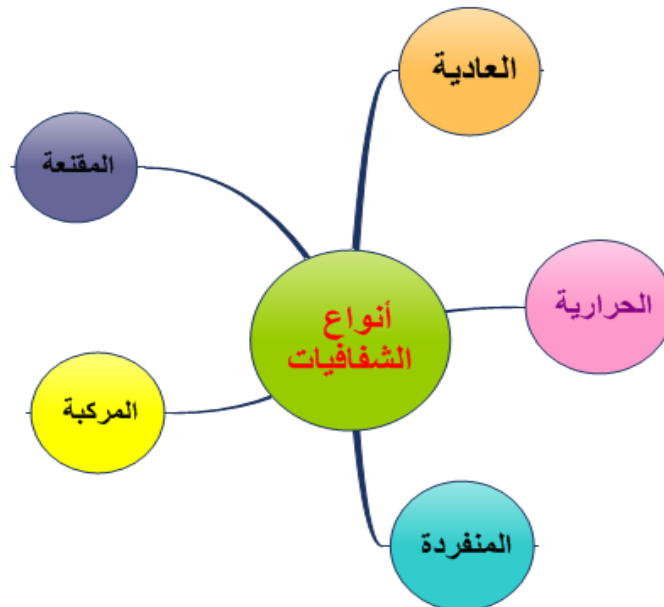 العادية
المقنعة
الحرارية
أنواع
الشفافيات
المركبة
المنفردة